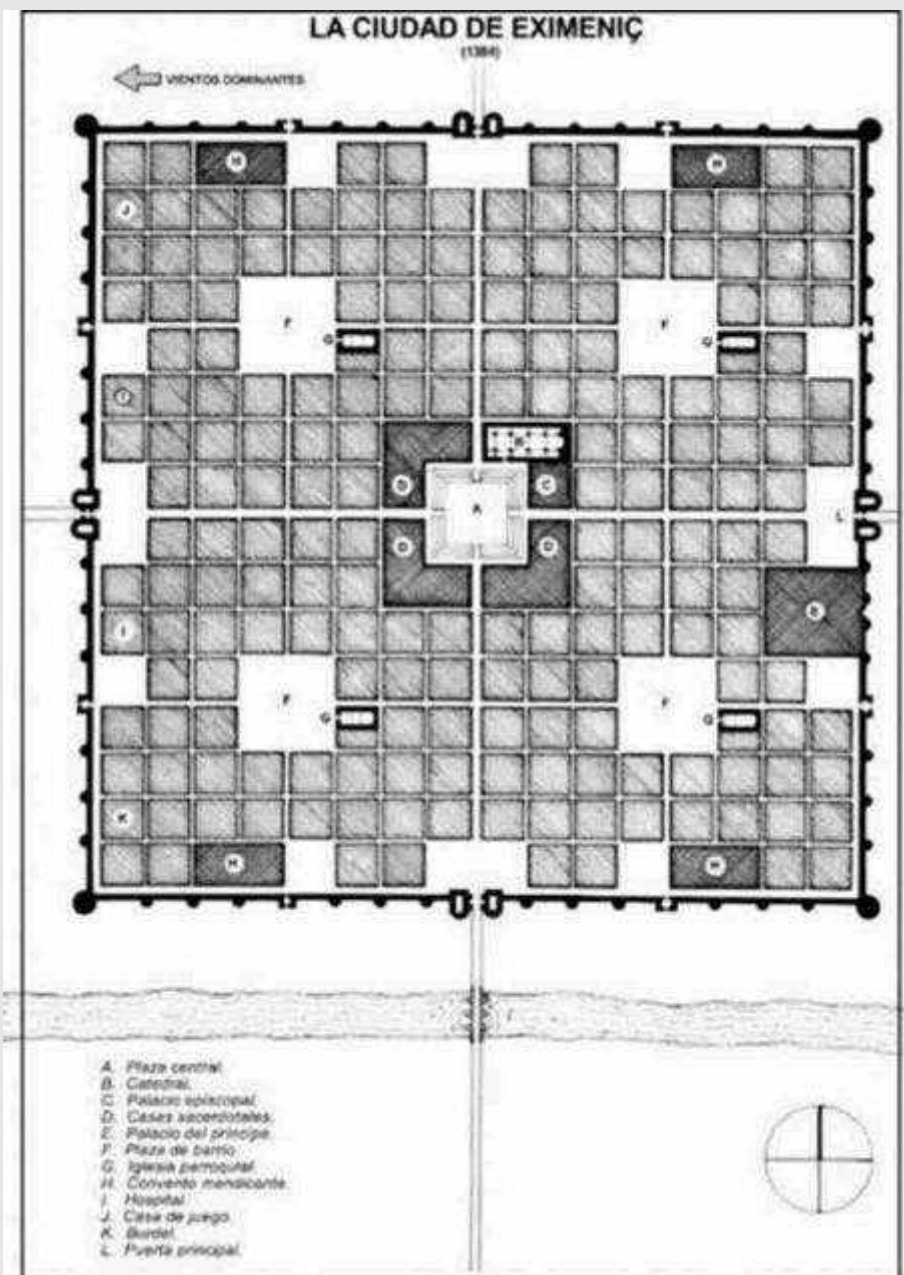 LA CIUDAD DE EXIMENIÇ
(1384)
VIENTOS DOMINANTES
H
H
J
F
F
G
G
B
D
C
A
L
D
D
I
E
F
F
G
G
K
H
H
A. Plaza central.
B. Catedral.
C. Palacio episcopal.
D. Casas sacerdotales.
E. Palacio del príncipe.
F. Plaza de barrio
G. Iglesia parroquial.
H. Convento mendicante.
I. Hospital.
J. Casa de juego.
K. Burdel.
L. Puerta principal.